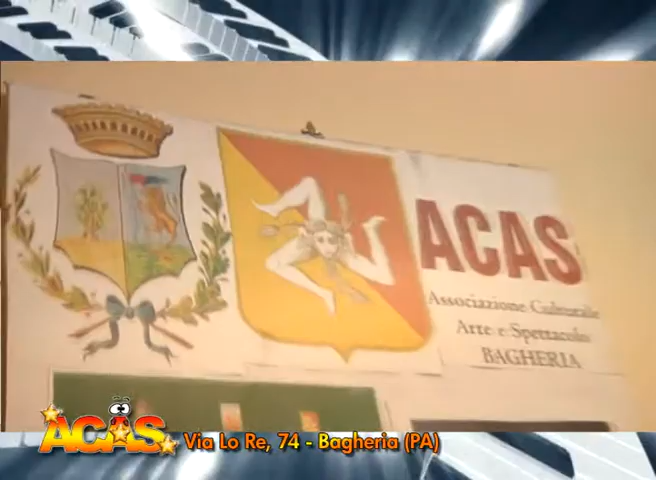 ACAS
Associazione Culturale
Arte e Spettacolo
BAGHERIA
ACAS Via Lo Re, 74 - Bagheria (PA)